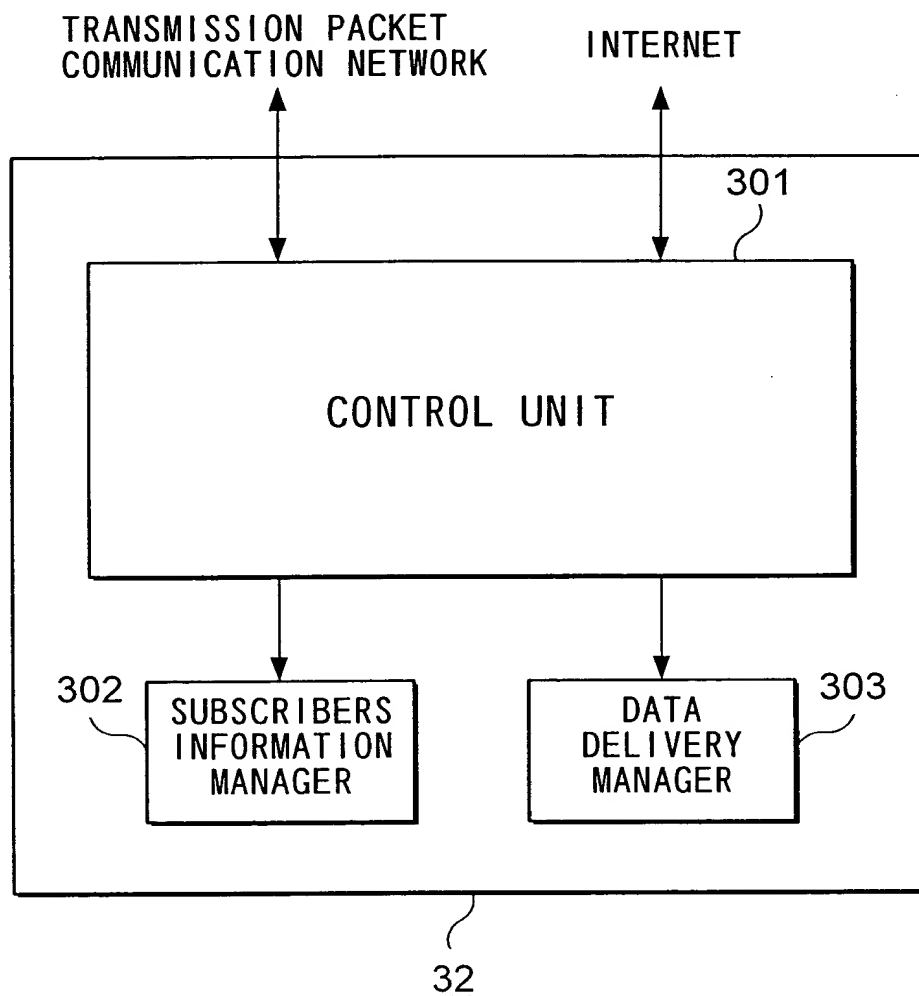 TRANSMISSION PACKET
COMMUNICATION NETWORK
INTERNET
301
CONTROL UNIT
302
SUBSCRIBERS
INFORMATION
MANAGER
303
DATA
DELIVERY
MANAGER
32